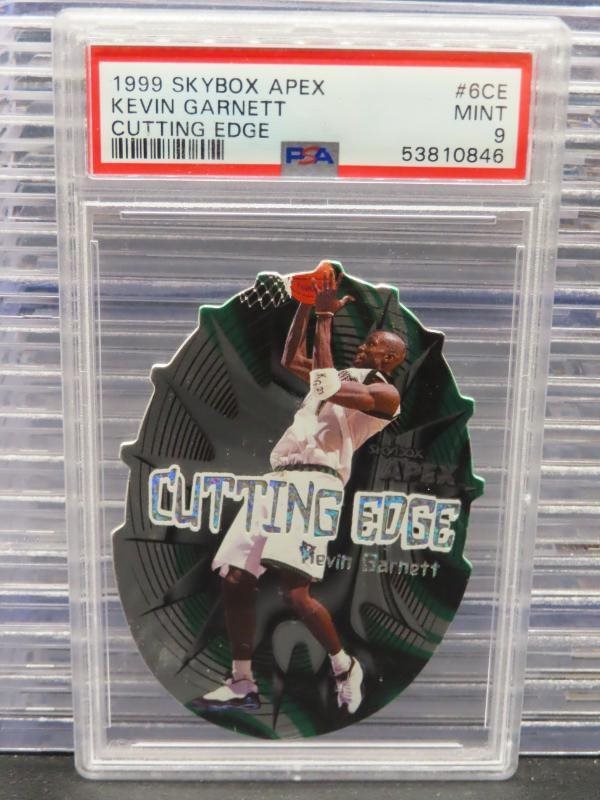 1999 SKYBOX APEX #6CE
KEVIN GARNETT MINT
CUTTING EDGE 9
PSA 53810846
SKYBOX
APEX
CUTTING EDGE
Kevin Garnett